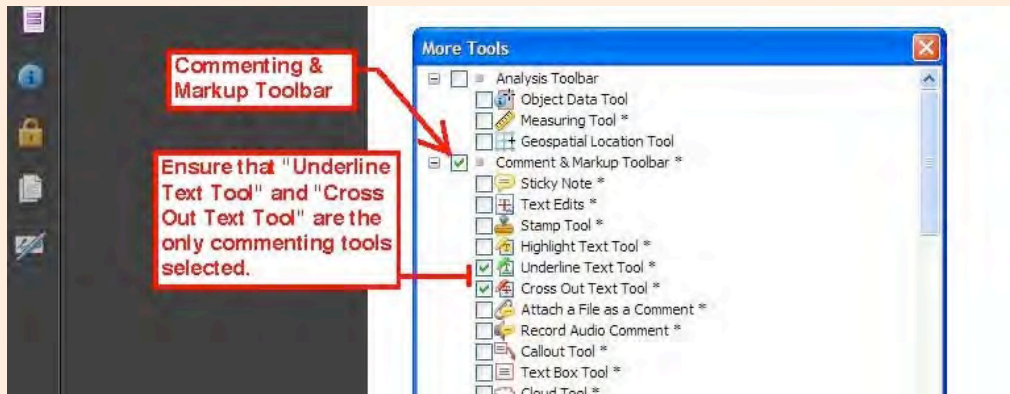 More Tools
Commenting &
Markup Toolbar
Analysis Toolbar
Object Data Tool
Measuring Tool *
Geospatial Location Tool
Ensure that "Underline
Text Tool" and "Cross
Out Text Tool" are the
only commenting tools
selected.
Comment & Markup Toolbar *
Sticky Note *
Text Edits *
Stamp Tool *
Highlight Text Tool *
Underline Text Tool *
Cross Out Text Tool *
Attach a File as a Comment *
Record Audio Comment *
Callout Tool *
Text Box Tool *
Cloud Tool *